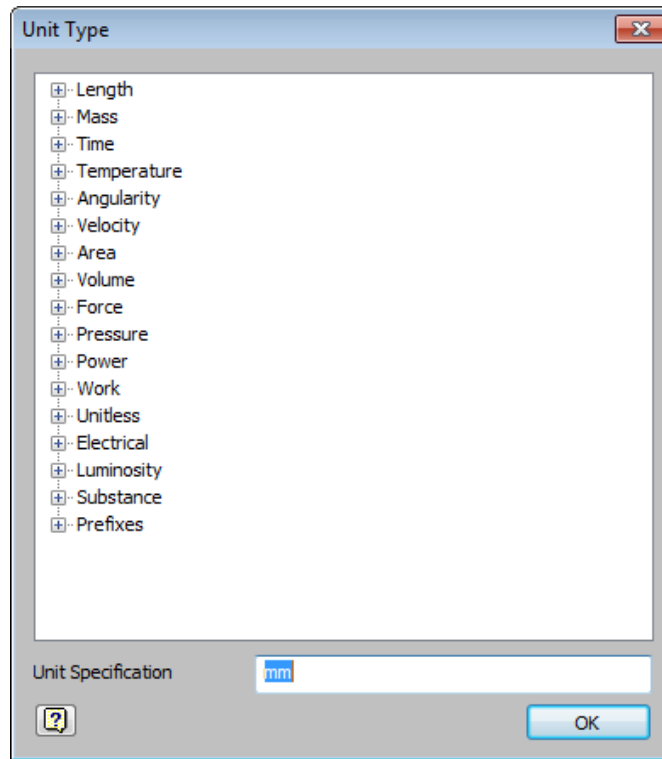 Unit Type
Length
Mass
Time
Temperature
Angularity
Velocity
Area
Volume
Force
Pressure
Power
Work
Unitless
Electrical
Luminosity
Substance
Prefixes
Unit Specification mm
OK